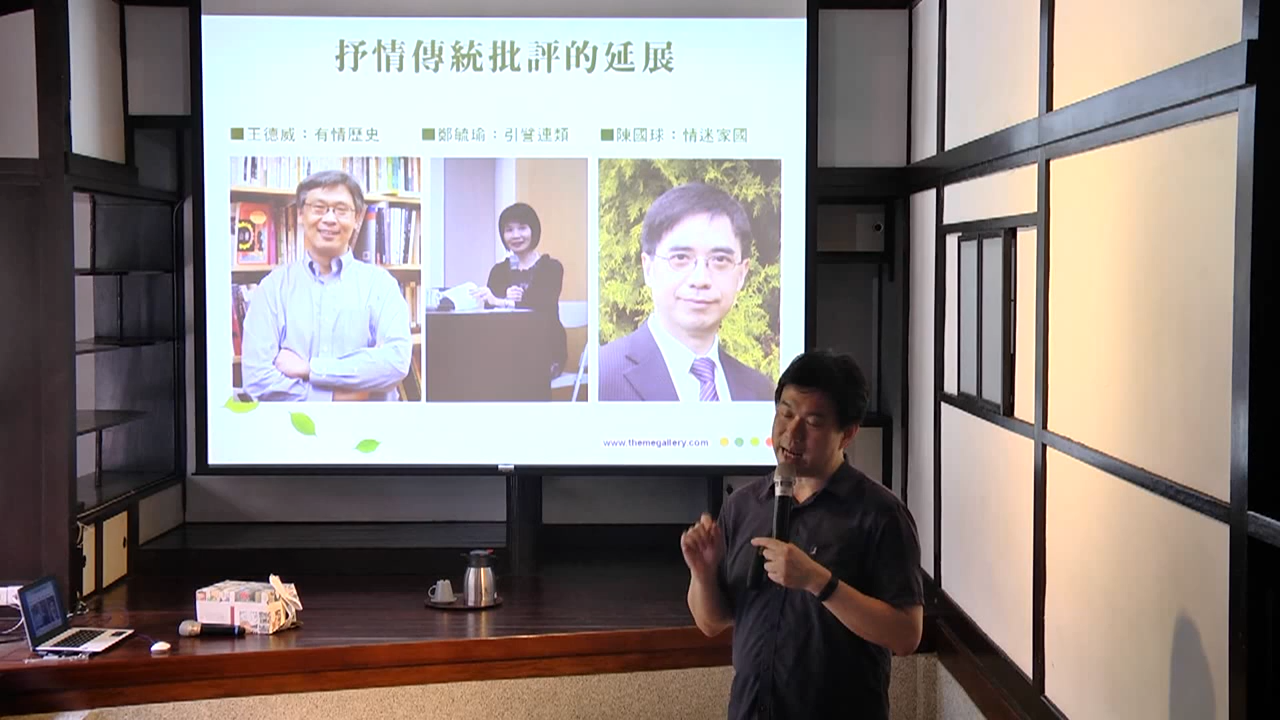 抒情傳統批評的延展
王德威：有情歷史
鄭毓瑜：引譬連類
陳國球：情迷家國
www.themegallery.com